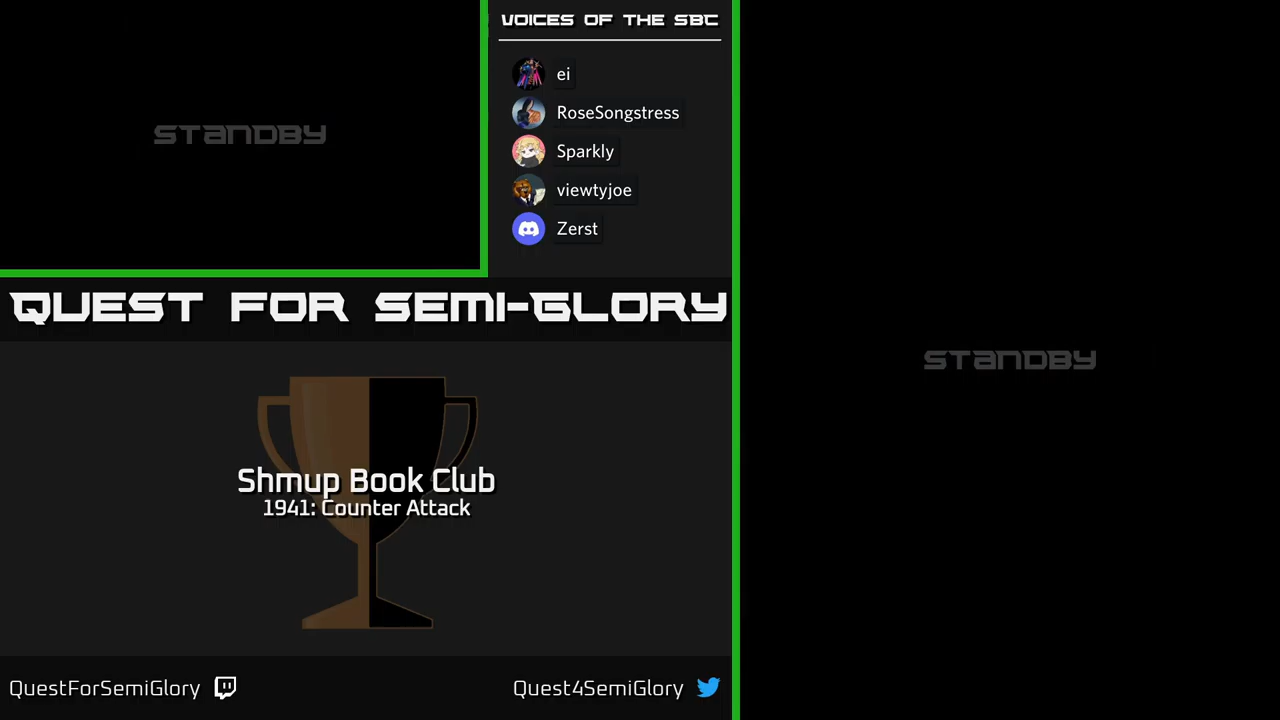 STANDBY
VOICES OF THE SBC
ei
RoseSongstress
Sparkly
viewtyjoe
Zerst
QUEST FOR SEMI-GLORY
Shmup Book Club
1941: Counter Attack
QuestForSemiGlory
Quest4SemiGlory
STANDBY